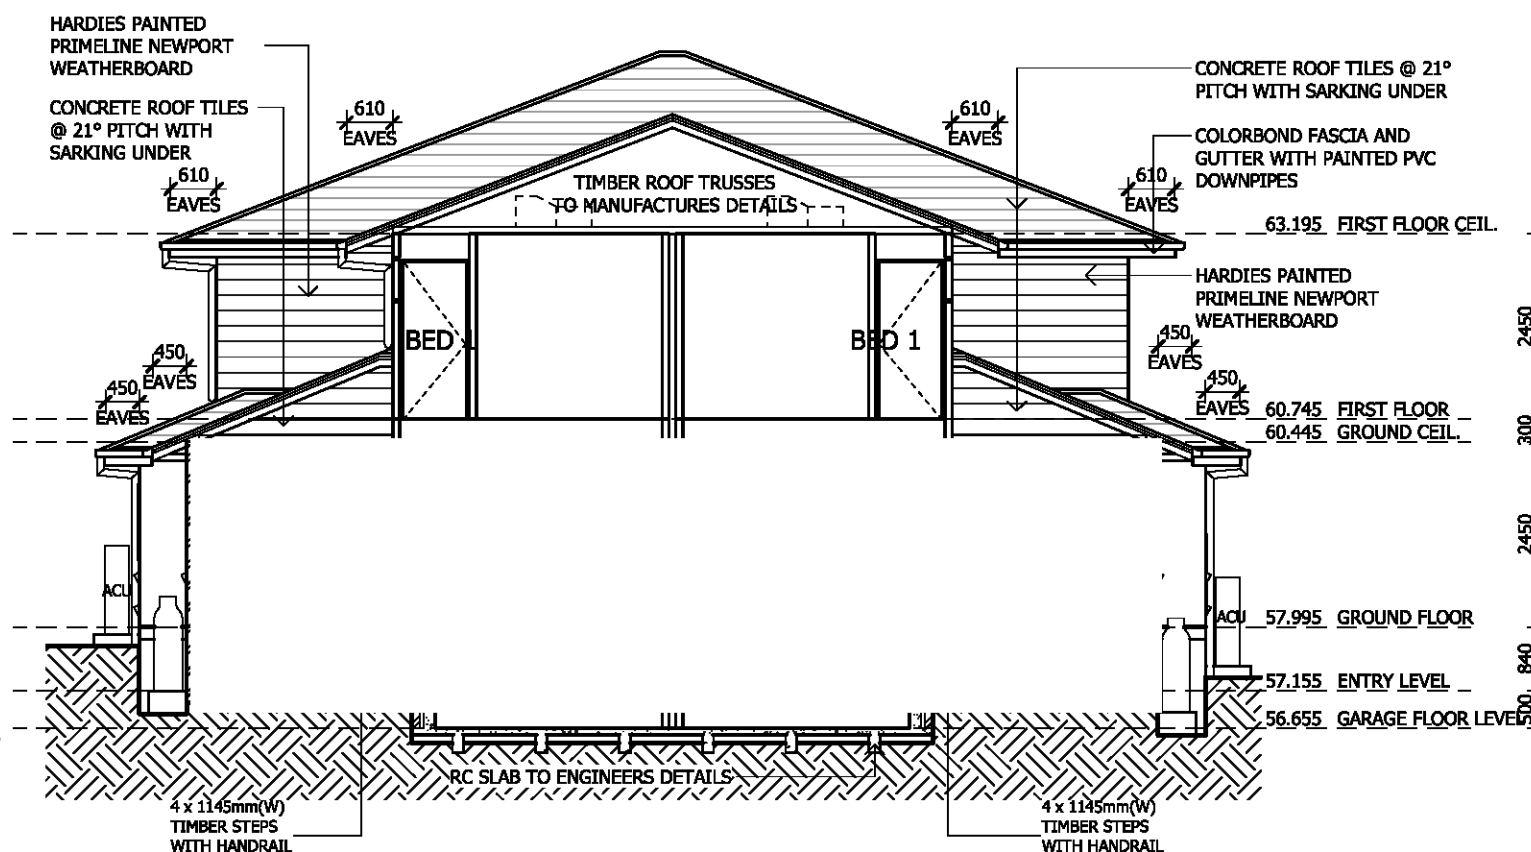 HARDIES PAINTED
PRIMELINE NEWPORT
WEATHERBOARD
CONCRETE ROOF TILES
@ 21° PITCH WITH
SARKING UNDER
610
EAVES
610
EAVES
610
EAVES
610
EAVES
CONCRETE ROOF TILES @ 21°
PITCH WITH SARKING UNDER
COLORBOND FASCIA AND
GUTTER WITH PAINTED PVC
DOWNPIPES
TIMBER ROOF TRUSSES
TO MANUFACTURES DETAILS
63.195 FIRST FLOOR CEIL.
HARDIES PAINTED
PRIMELINE NEWPORT
WEATHERBOARD
2450
BED 1
BED 1
450
EAVES
450
EAVES
450
EAVES
450
EAVES
60.745 FIRST FLOOR
300
60.445 GROUND CEIL.
2450
ACU
ACU
57.995 GROUND FLOOR
840
57.155 ENTRY LEVEL
500
56.655 GARAGE FLOOR LEVEL
RC SLAB TO ENGINEERS DETAILS
4 x 1145mm(W)
TIMBER STEPS
WITH HANDRAIL
4 x 1145mm(W)
TIMBER STEPS
WITH HANDRAIL